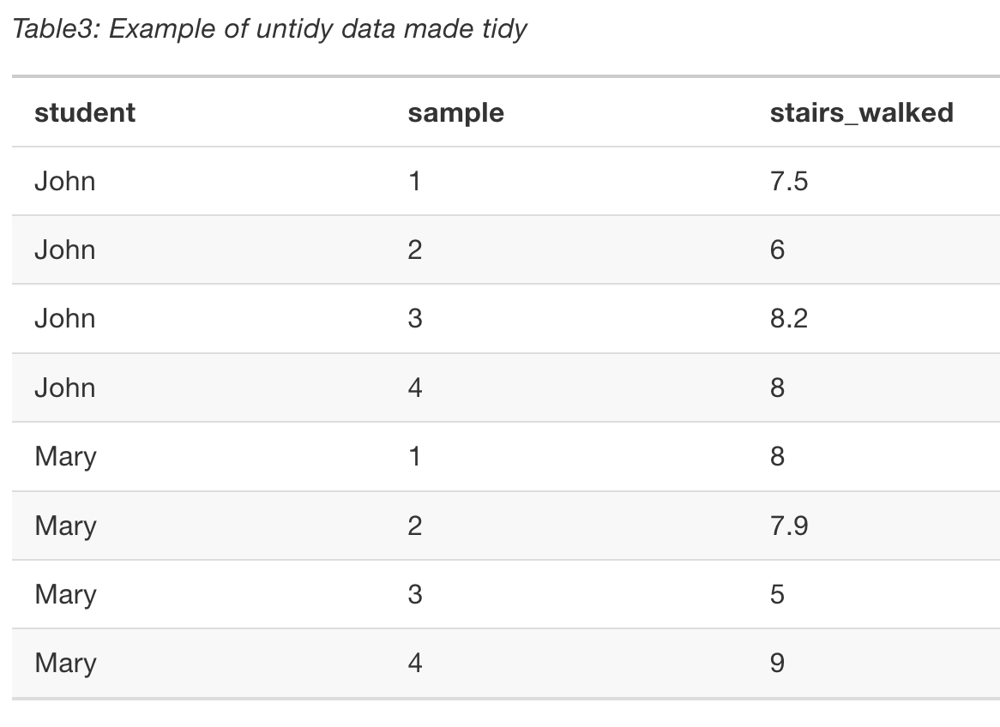 Table3: Example of untidy data made tidy
student sample stairs_walked
John 1 7.5
John 2 6
John 3 8.2
John 4 8
Mary 1 8
Mary 2 7.9
Mary 3 5
Mary 4 9